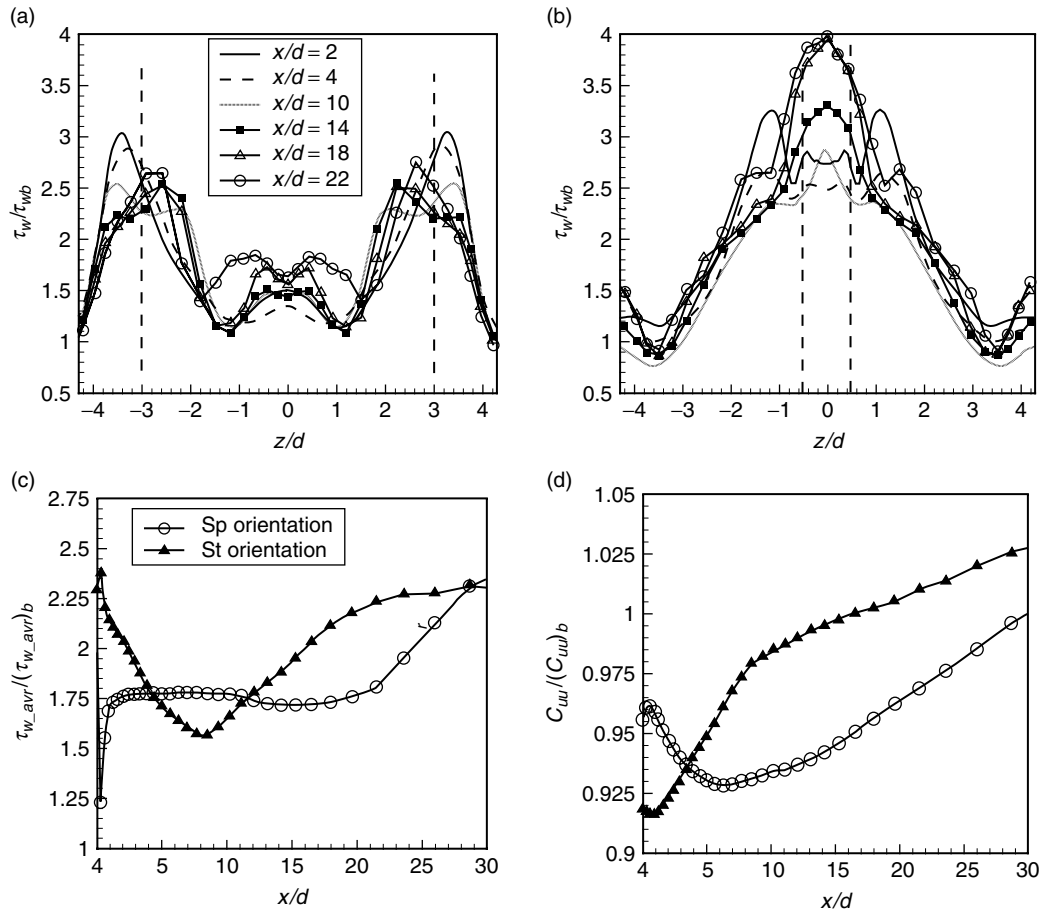 (a)
4
3.5
3
2.5
2
1.5
1
0.5
τw/τwb
x/d = 2
x/d = 4
x/d = 10
x/d = 14
x/d = 18
x/d = 22
−4 −3 −2 −1 0 1 2 3 4
z/d
(b)
4
3.5
3
2.5
2
1.5
1
0.5
τw/τwb
−4 −3 −2 −1 0 1 2 3 4
z/d
(c)
2.75
2.5
2.25
2
1.75
1.5
1.25
1
τw_avr/(τw_avr)b
Sp orientation
St orientation
r
4 5 10 15 20 25 30
x/d
(d)
1.05
1.025
1
0.975
0.95
0.925
0.9
Cuu/(Cuu)b
4 5 10 15 20 25 30
x/d